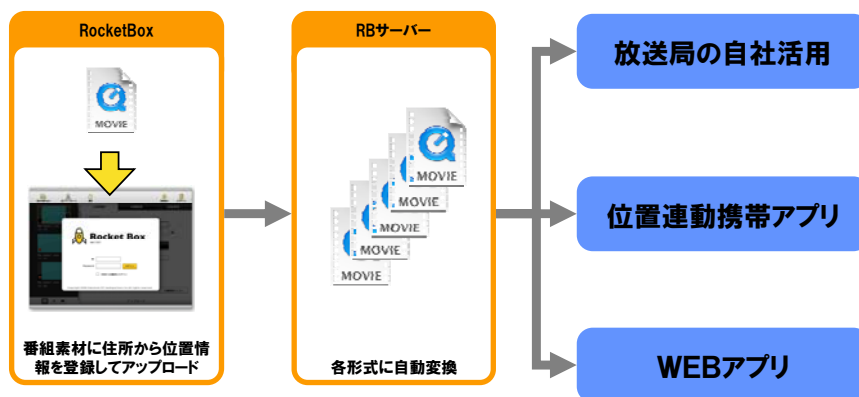 RocketBox
MOVIE
Rocket Box
番組素材に住所から位置情
報を登録してアップロード
RBサーバー
MOVIE
MOVIE
MOVIE
MOVIE
MOVIE
各形式に自動変換
放送局の自社活用
位置連動携帯アプリ
WEBアプリ